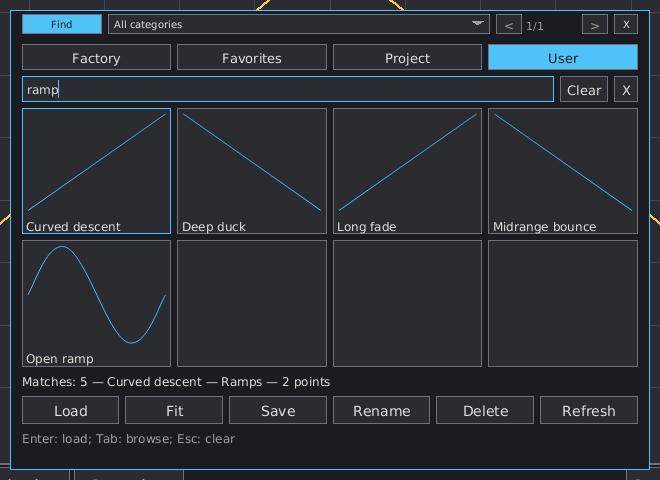 Find All categories < 1/1 > X
Factory Favorites Project User
ramp Clear X
Curved descent Deep duck Long fade Midrange bounce
Open ramp
Matches: 5 — Curved descent — Ramps — 2 points
Load Fit Save Rename Delete Refresh
Enter: load; Tab: browse; Esc: clear